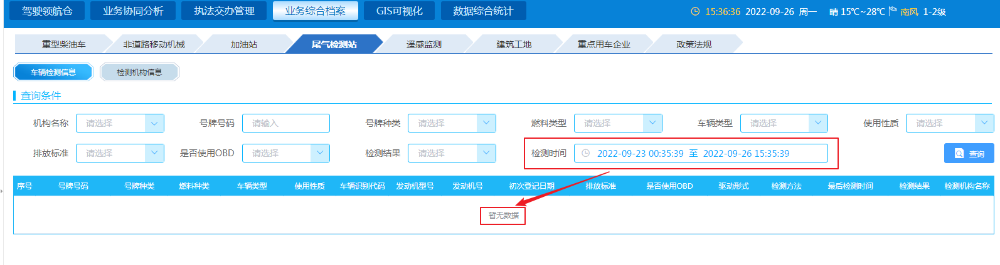 驾驶领航仓 业务协同分析 执法交办管理 业务综合档案 GIS可视化 数据综合统计 15:36:36 2022-09-26 周一 晴 15℃~28℃ 南风 1-2级
重型柴油车 非道路移动机械 加油站 尾气检测站 遥感监测 建筑工地 重点用车企业 政策法规
车辆检测信息 检测机构信息
查询条件
机构名称 请选择 号牌号码 请输入 号牌种类 请选择 燃料类型 请选择 车辆类型 请选择 使用性质 请选择
排放标准 请选择 是否使用OBD 请选择 检测结果 请选择 检测时间 2022-09-23 00:35:39 至 2022-09-26 15:35:39 查询
序号 号牌号码 号牌种类 燃料种类 车辆类型 使用性质 车辆识别代码 发动机型号 发动机号 初次登记日期 排放标准 是否使用OBD 驱动形式 检测方法 最后检测时间 检测结果 检测机构名称
暂无数据